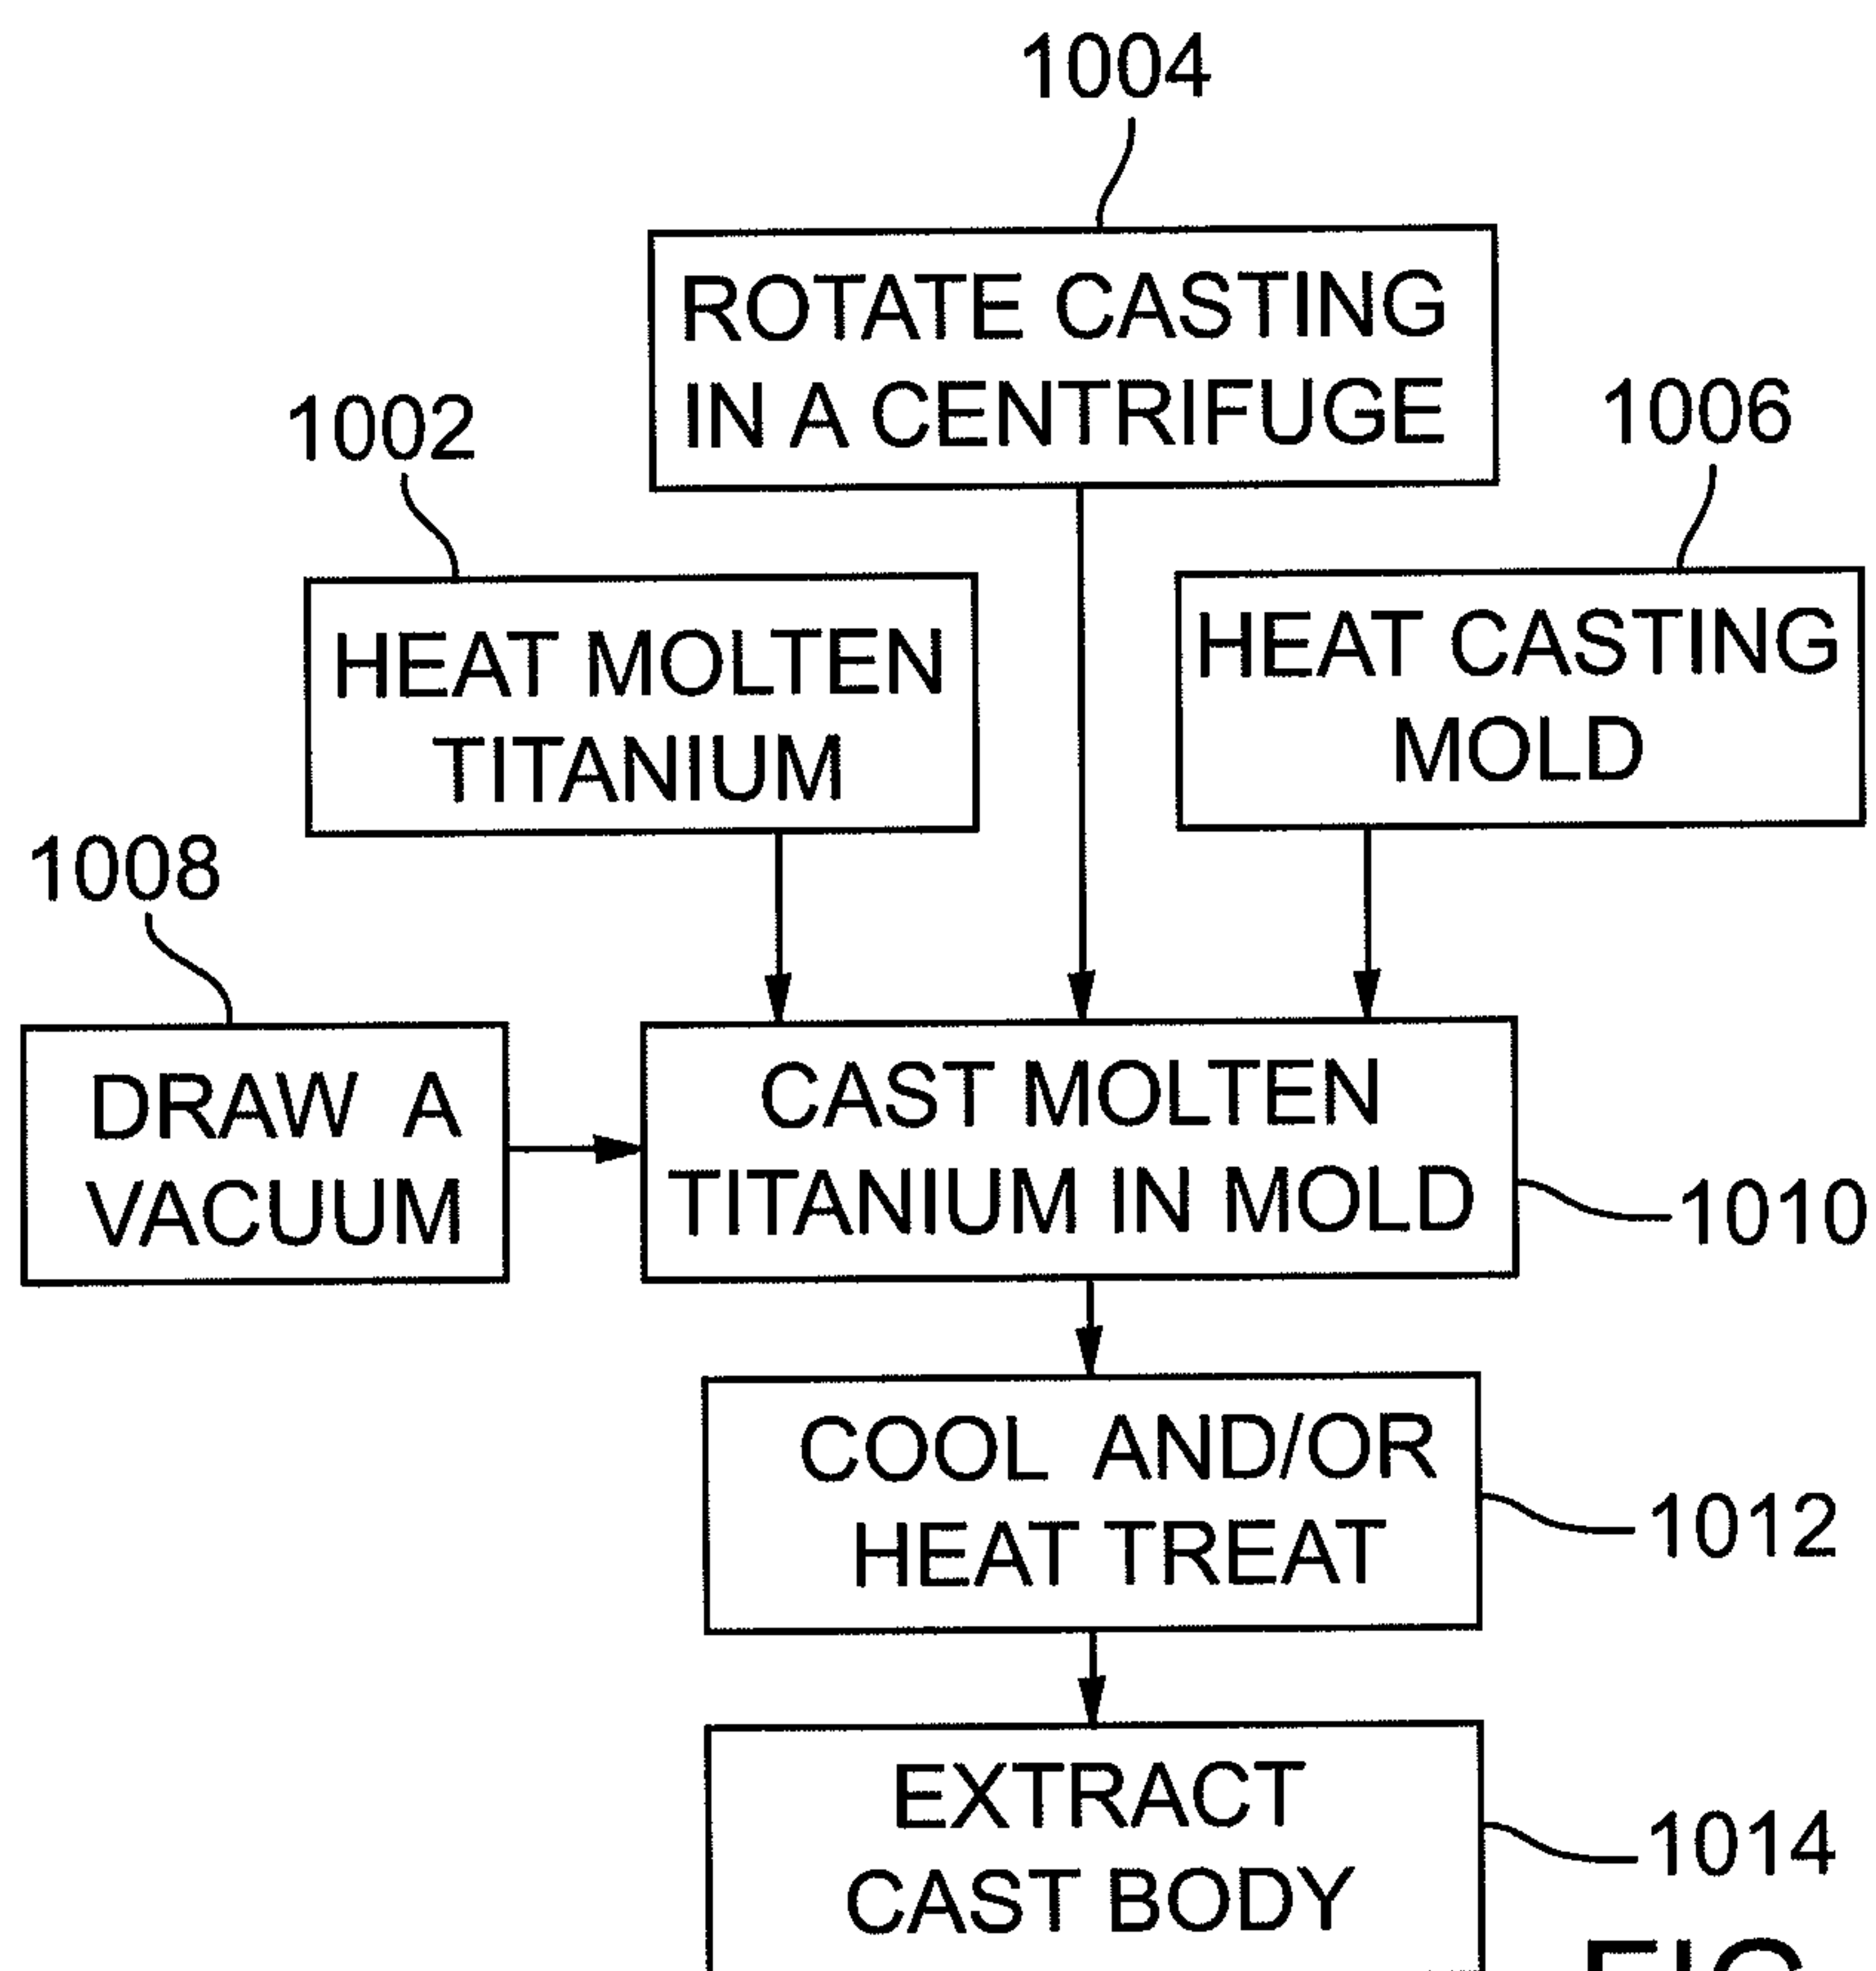 1004
ROTATE CASTING
IN A CENTRIFUGE
1002
1006
HEAT MOLTEN
TITANIUM
HEAT CASTING
MOLD
1008
DRAW A
VACUUM
CAST MOLTEN
TITANIUM IN MOLD
1010
COOL AND/OR
HEAT TREAT
1012
EXTRACT
CAST BODY
1014